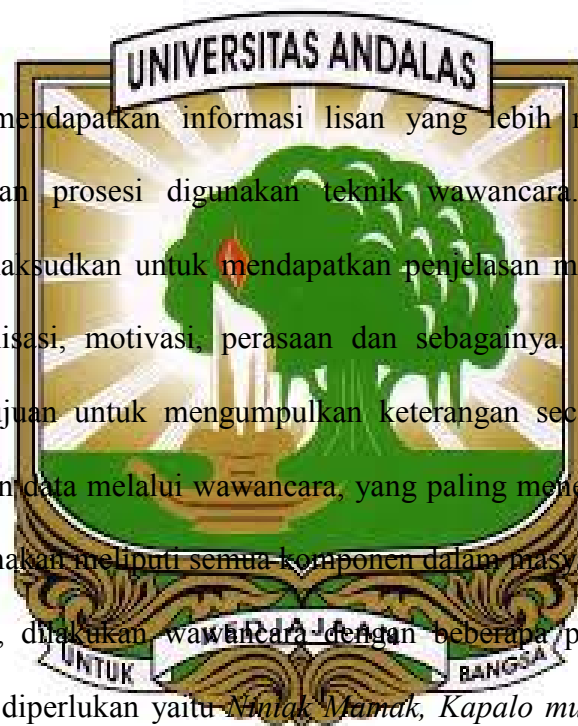 UNIVERSITAS ANDALAS
mendapatkan informasi lisan yang lebih
an prosesi digunakan teknik wawancara.
aksudkan untuk mendapatkan penjelasan
isasi, motivasi, perasaan dan sebagainya.
juan untuk mengumpulkan keterangan sec
n data melalui wawancara, yang paling mene
nakan meliputi semua komponen dalam masy
, dilakukan wawancara dengan beberapa p
KEDJAJAAN
UNTUK BANGSA
diperlukan yaitu Niniak Mamak, Kapalo mu